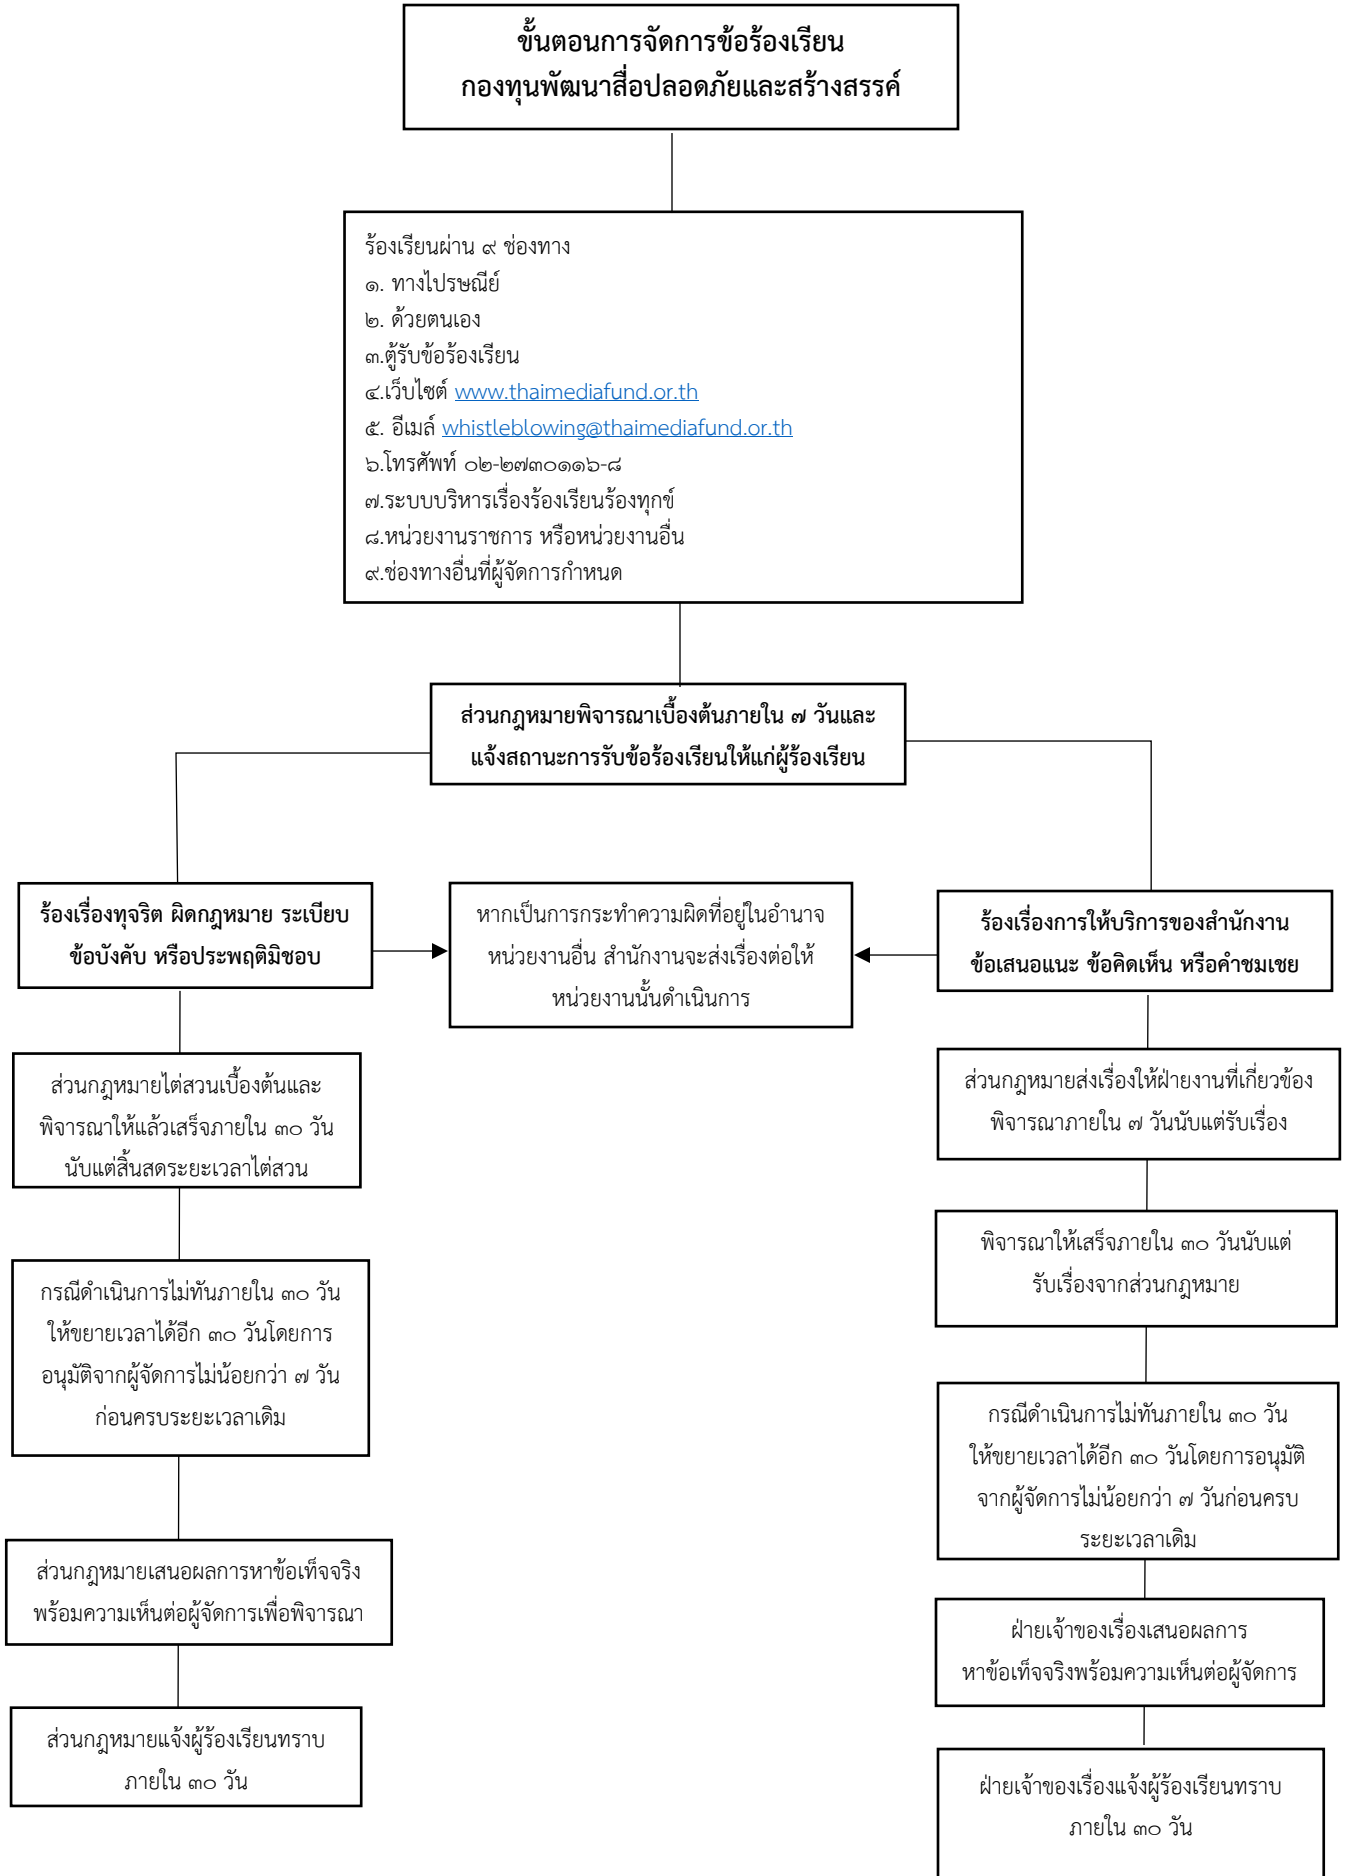 ขั้นตอนการจัดการข้อร้องเรียน
กองทุนพัฒนาสื่อปลอดภัยและสร้างสรรค์
ร้องเรียนผ่าน ๙ ช่องทาง
๑. ทางไปรษณีย์
๒. ด้วยตนเอง
๓.ตู้รับข้อร้องเรียน
๔.เว็บไซต์ www.thaimediafund.or.th
๕. อีเมล์ whistleblowing@thaimediafund.or.th
๖.โทรศัพท์ ๐๒-๒๗๓๐๑๑๖-๘
๗.ระบบบริหารเรื่องร้องเรียนร้องทุกข์
๘.หน่วยงานราชการ หรือหน่วยงานอื่น
๙.ช่องทางอื่นที่ผู้จัดการกำหนด
ส่วนกฎหมายพิจารณาเบื้องต้นภายใน ๗ วันและ
แจ้งสถานะการรับข้อร้องเรียนให้แก่ผู้ร้องเรียน
ร้องเรื่องทุจริต ผิดกฎหมาย ระเบียบ
ข้อบังคับ หรือประพฤติมิชอบ
หากเป็นการกระทำความผิดที่อยู่ในอำนาจ
หน่วยงานอื่น สำนักงานจะส่งเรื่องต่อให้
หน่วยงานนั้นดำเนินการ
ร้องเรื่องการให้บริการของสำนักงาน
ข้อเสนอแนะ ข้อคิดเห็น หรือคำชมเชย
ส่วนกฎหมายไต่สวนเบื้องต้นและ
พิจารณาให้แล้วเสร็จภายใน ๓๐ วัน
นับแต่สิ้นสดระยะเวลาไต่สวน
กรณีดำเนินการไม่ทันภายใน ๓๐ วัน
ให้ขยายเวลาได้อีก ๓๐ วันโดยการ
อนุมัติจากผู้จัดการไม่น้อยกว่า ๗ วัน
ก่อนครบระยะเวลาเดิม
ส่วนกฎหมายเสนอผลการหาข้อเท็จจริง
พร้อมความเห็นต่อผู้จัดการเพื่อพิจารณา
ส่วนกฎหมายแจ้งผู้ร้องเรียนทราบ
ภายใน ๓๐ วัน
ส่วนกฎหมายส่งเรื่องให้ฝ่ายงานที่เกี่ยวข้อง
พิจารณาภายใน ๗ วันนับแต่รับเรื่อง
พิจารณาให้เสร็จภายใน ๓๐ วันนับแต่
รับเรื่องจากส่วนกฎหมาย
กรณีดำเนินการไม่ทันภายใน ๓๐ วัน
ให้ขยายเวลาได้อีก ๓๐ วันโดยการอนุมัติ
จากผู้จัดการไม่น้อยกว่า ๗ วันก่อนครบ
ระยะเวลาเดิม
ฝ่ายเจ้าของเรื่องเสนอผลการ
หาข้อเท็จจริงพร้อมความเห็นต่อผู้จัดการ
ฝ่ายเจ้าของเรื่องแจ้งผู้ร้องเรียนทราบ
ภายใน ๓๐ วัน